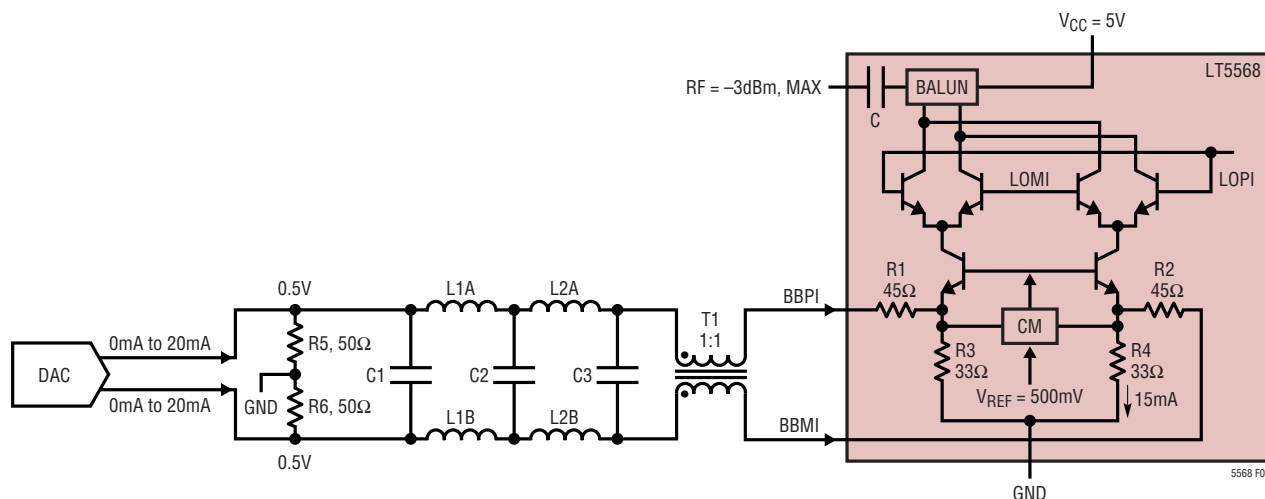 VCC = 5V
LT5568
RF = –3dBm, MAX
BALUN
C
LOMI
LOPI
R1
45Ω
R2
45Ω
0.5V
L1A
L2A
BBPI
T1
1:1
CM
0mA to 20mA
R5, 50Ω
DAC
C1
C2
C3
R3
33Ω
R4
33Ω
VREF = 500mV
15mA
GND
R6, 50Ω
0mA to 20mA
L1B
L2B
BBMI
0.5V
GND
5568 F0